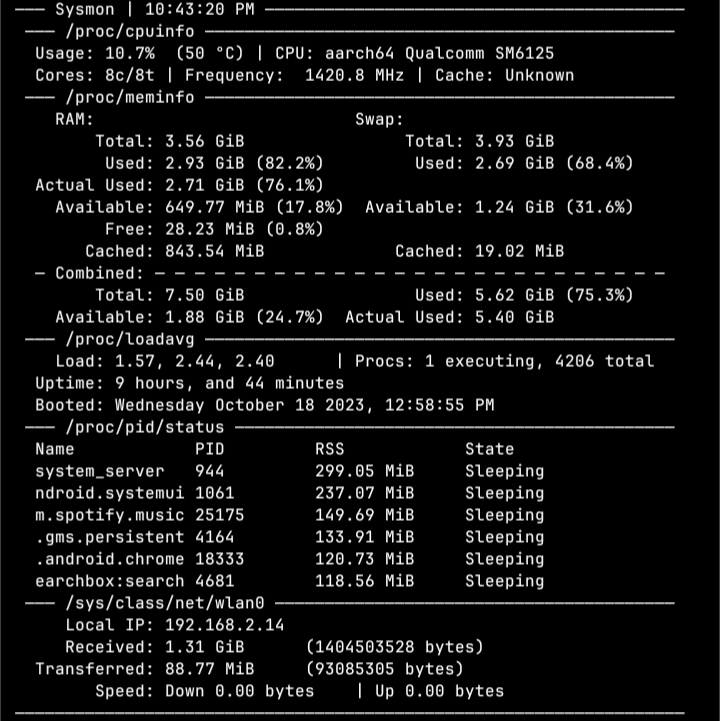 Sysmon | 10:43:20 PM
/proc/cpuinfo
Usage: 10.7% (50 °C) | CPU: aarch64 Qualcomm SM6125
Cores: 8c/8t | Frequency: 1420.8 MHz | Cache: Unknown
/proc/meminfo
RAM: Swap:
Total: 3.56 GiB Total: 3.93 GiB
Used: 2.93 GiB (82.2%) Used: 2.69 GiB (68.4%)
Actual Used: 2.71 GiB (76.1%)
Available: 649.77 MiB (17.8%) Available: 1.24 GiB (31.6%)
Free: 28.23 MiB (0.8%)
Cached: 843.54 MiB Cached: 19.02 MiB
Combined:
Total: 7.50 GiB Used: 5.62 GiB (75.3%)
Available: 1.88 GiB (24.7%) Actual Used: 5.40 GiB
/proc/loadavg
Load: 1.57, 2.44, 2.40 | Procs: 1 executing, 4206 total
Uptime: 9 hours, and 44 minutes
Booted: Wednesday October 18 2023, 12:58:55 PM
/proc/pid/status
Name PID RSS State
system_server 944 299.05 MiB Sleeping
ndroid.systemui 1061 237.07 MiB Sleeping
m.spotify.music 25175 149.69 MiB Sleeping
.gms.persistent 4164 133.91 MiB Sleeping
.android.chrome 18333 120.73 MiB Sleeping
earchbox:search 4681 118.56 MiB Sleeping
/sys/class/net/wlan0
Local IP: 192.168.2.14
Received: 1.31 GiB (1404503528 bytes)
Transferred: 88.77 MiB (93085305 bytes)
Speed: Down 0.00 bytes | Up 0.00 bytes